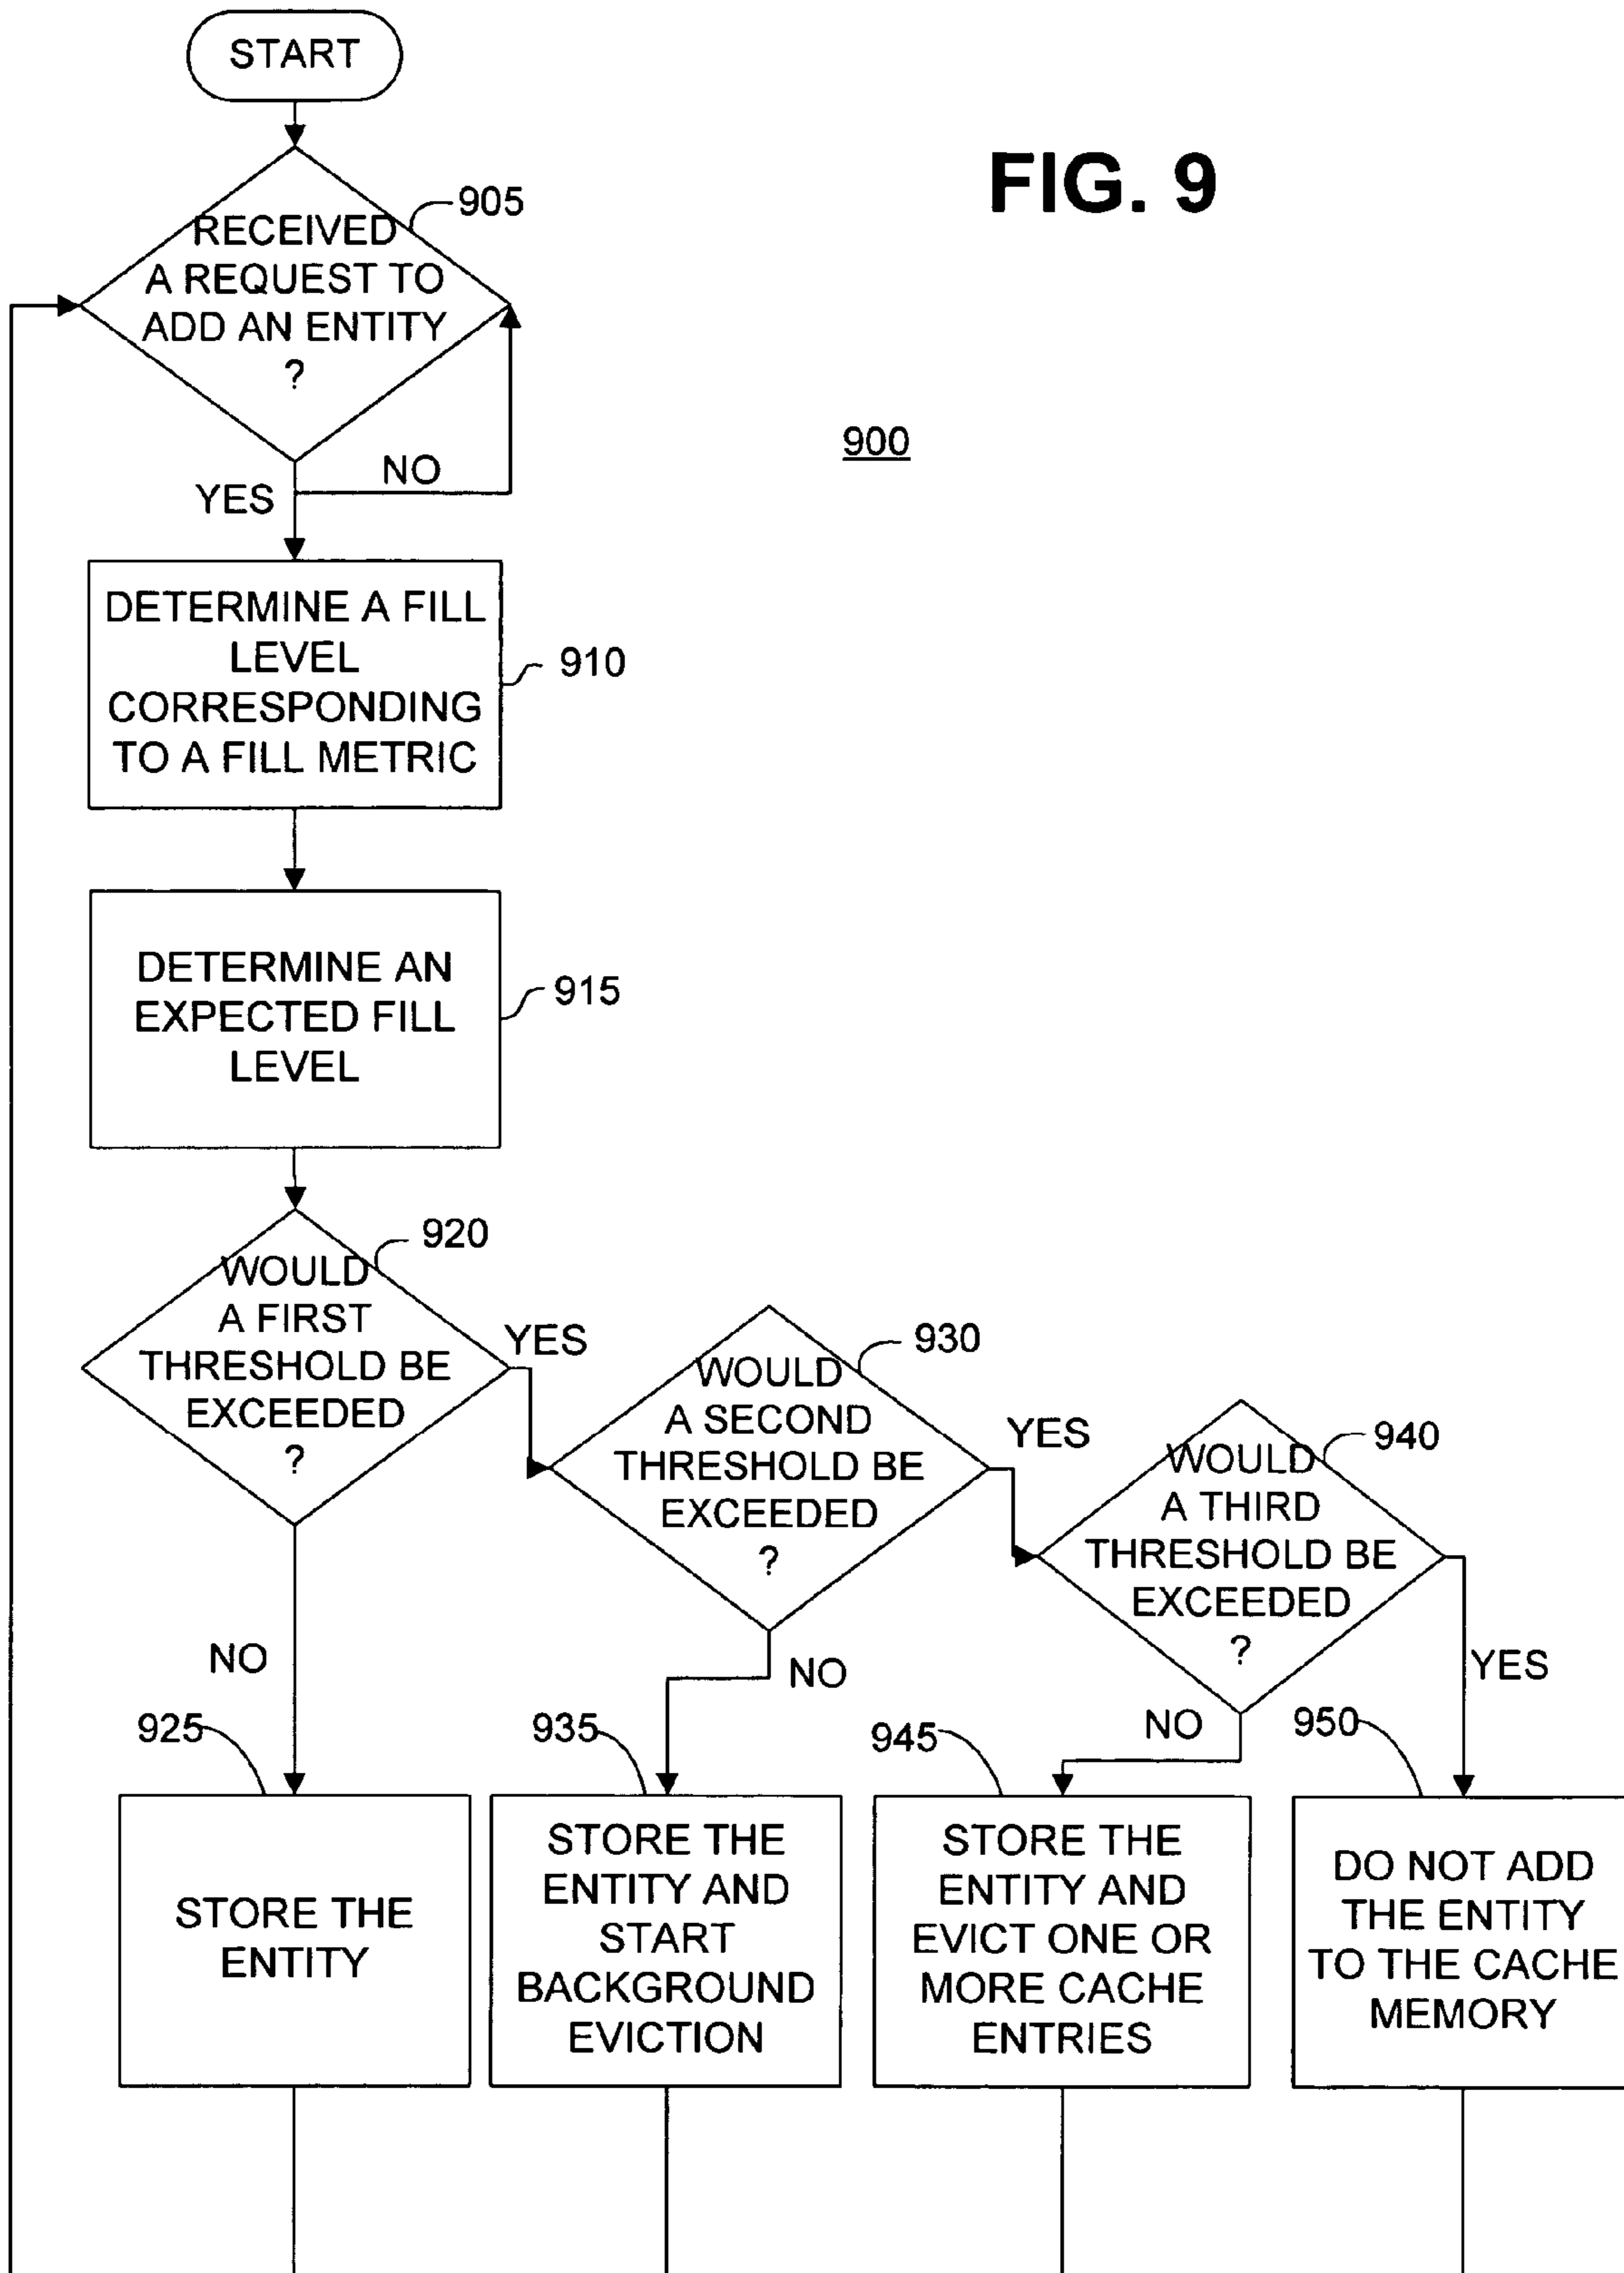 START
FIG. 9
905
RECEIVED
A REQUEST TO
ADD AN ENTITY
?
900
NO
YES
DETERMINE A FILL
LEVEL
CORRESPONDING
TO A FILL METRIC
910
DETERMINE AN
EXPECTED FILL
LEVEL
915
920
WOULD
A FIRST
THRESHOLD BE
EXCEEDED
?
YES
930
WOULD
A SECOND
THRESHOLD BE
EXCEEDED
?
YES
940
WOULD
A THIRD
THRESHOLD BE
EXCEEDED
?
NO
NO
NO
YES
925
935
945
950
STORE THE
ENTITY
STORE THE
ENTITY AND
START
BACKGROUND
EVICTION
STORE THE
ENTITY AND
EVICT ONE OR
MORE CACHE
ENTRIES
DO NOT ADD
THE ENTITY
TO THE CACHE
MEMORY